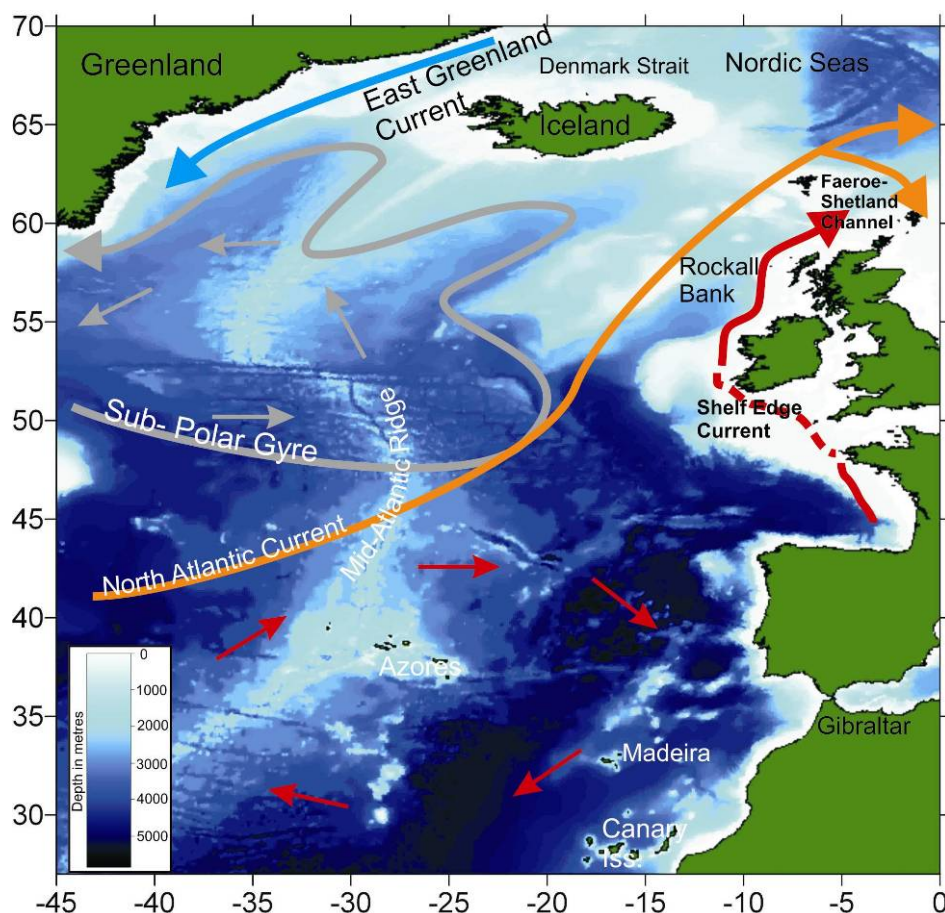 70
65
60
55
50
45
40
35
30
Greenland
East Greenland
Current
Denmark Strait
Nordic Seas
Iceland
Faeroe-
Shetland
Channel
Rockall
Bank
Sub- Polar Gyre
Mid-Atlantic Ridge
Shelf Edge
Current
North Atlantic Current
Azores
Gibraltar
Madeira
Canary
Iss.
Depth in metres
0
1000
2000
3000
4000
5000
-45
-40
-35
-30
-25
-20
-15
-10
-5
0